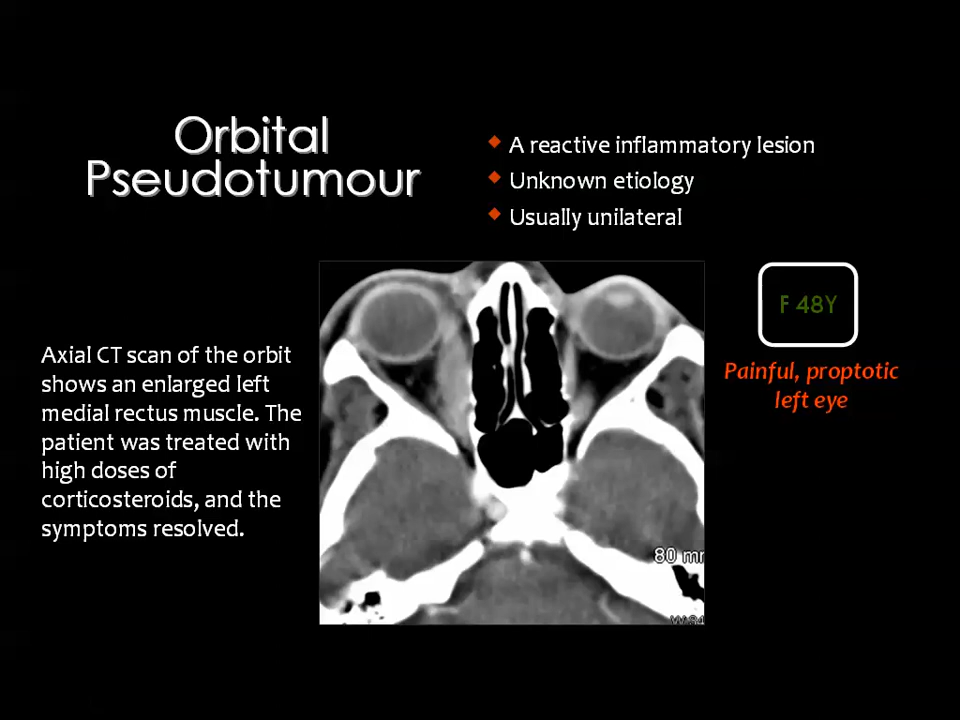 Orbital
Pseudotumour
◆ A reactive inflammatory lesion
◆ Unknown etiology
◆ Usually unilateral
F 48Y
Painful, proptotic
left eye
Axial CT scan of the orbit
shows an enlarged left
medial rectus muscle. The
patient was treated with
high doses of
corticosteroids, and the
symptoms resolved.
80 mm